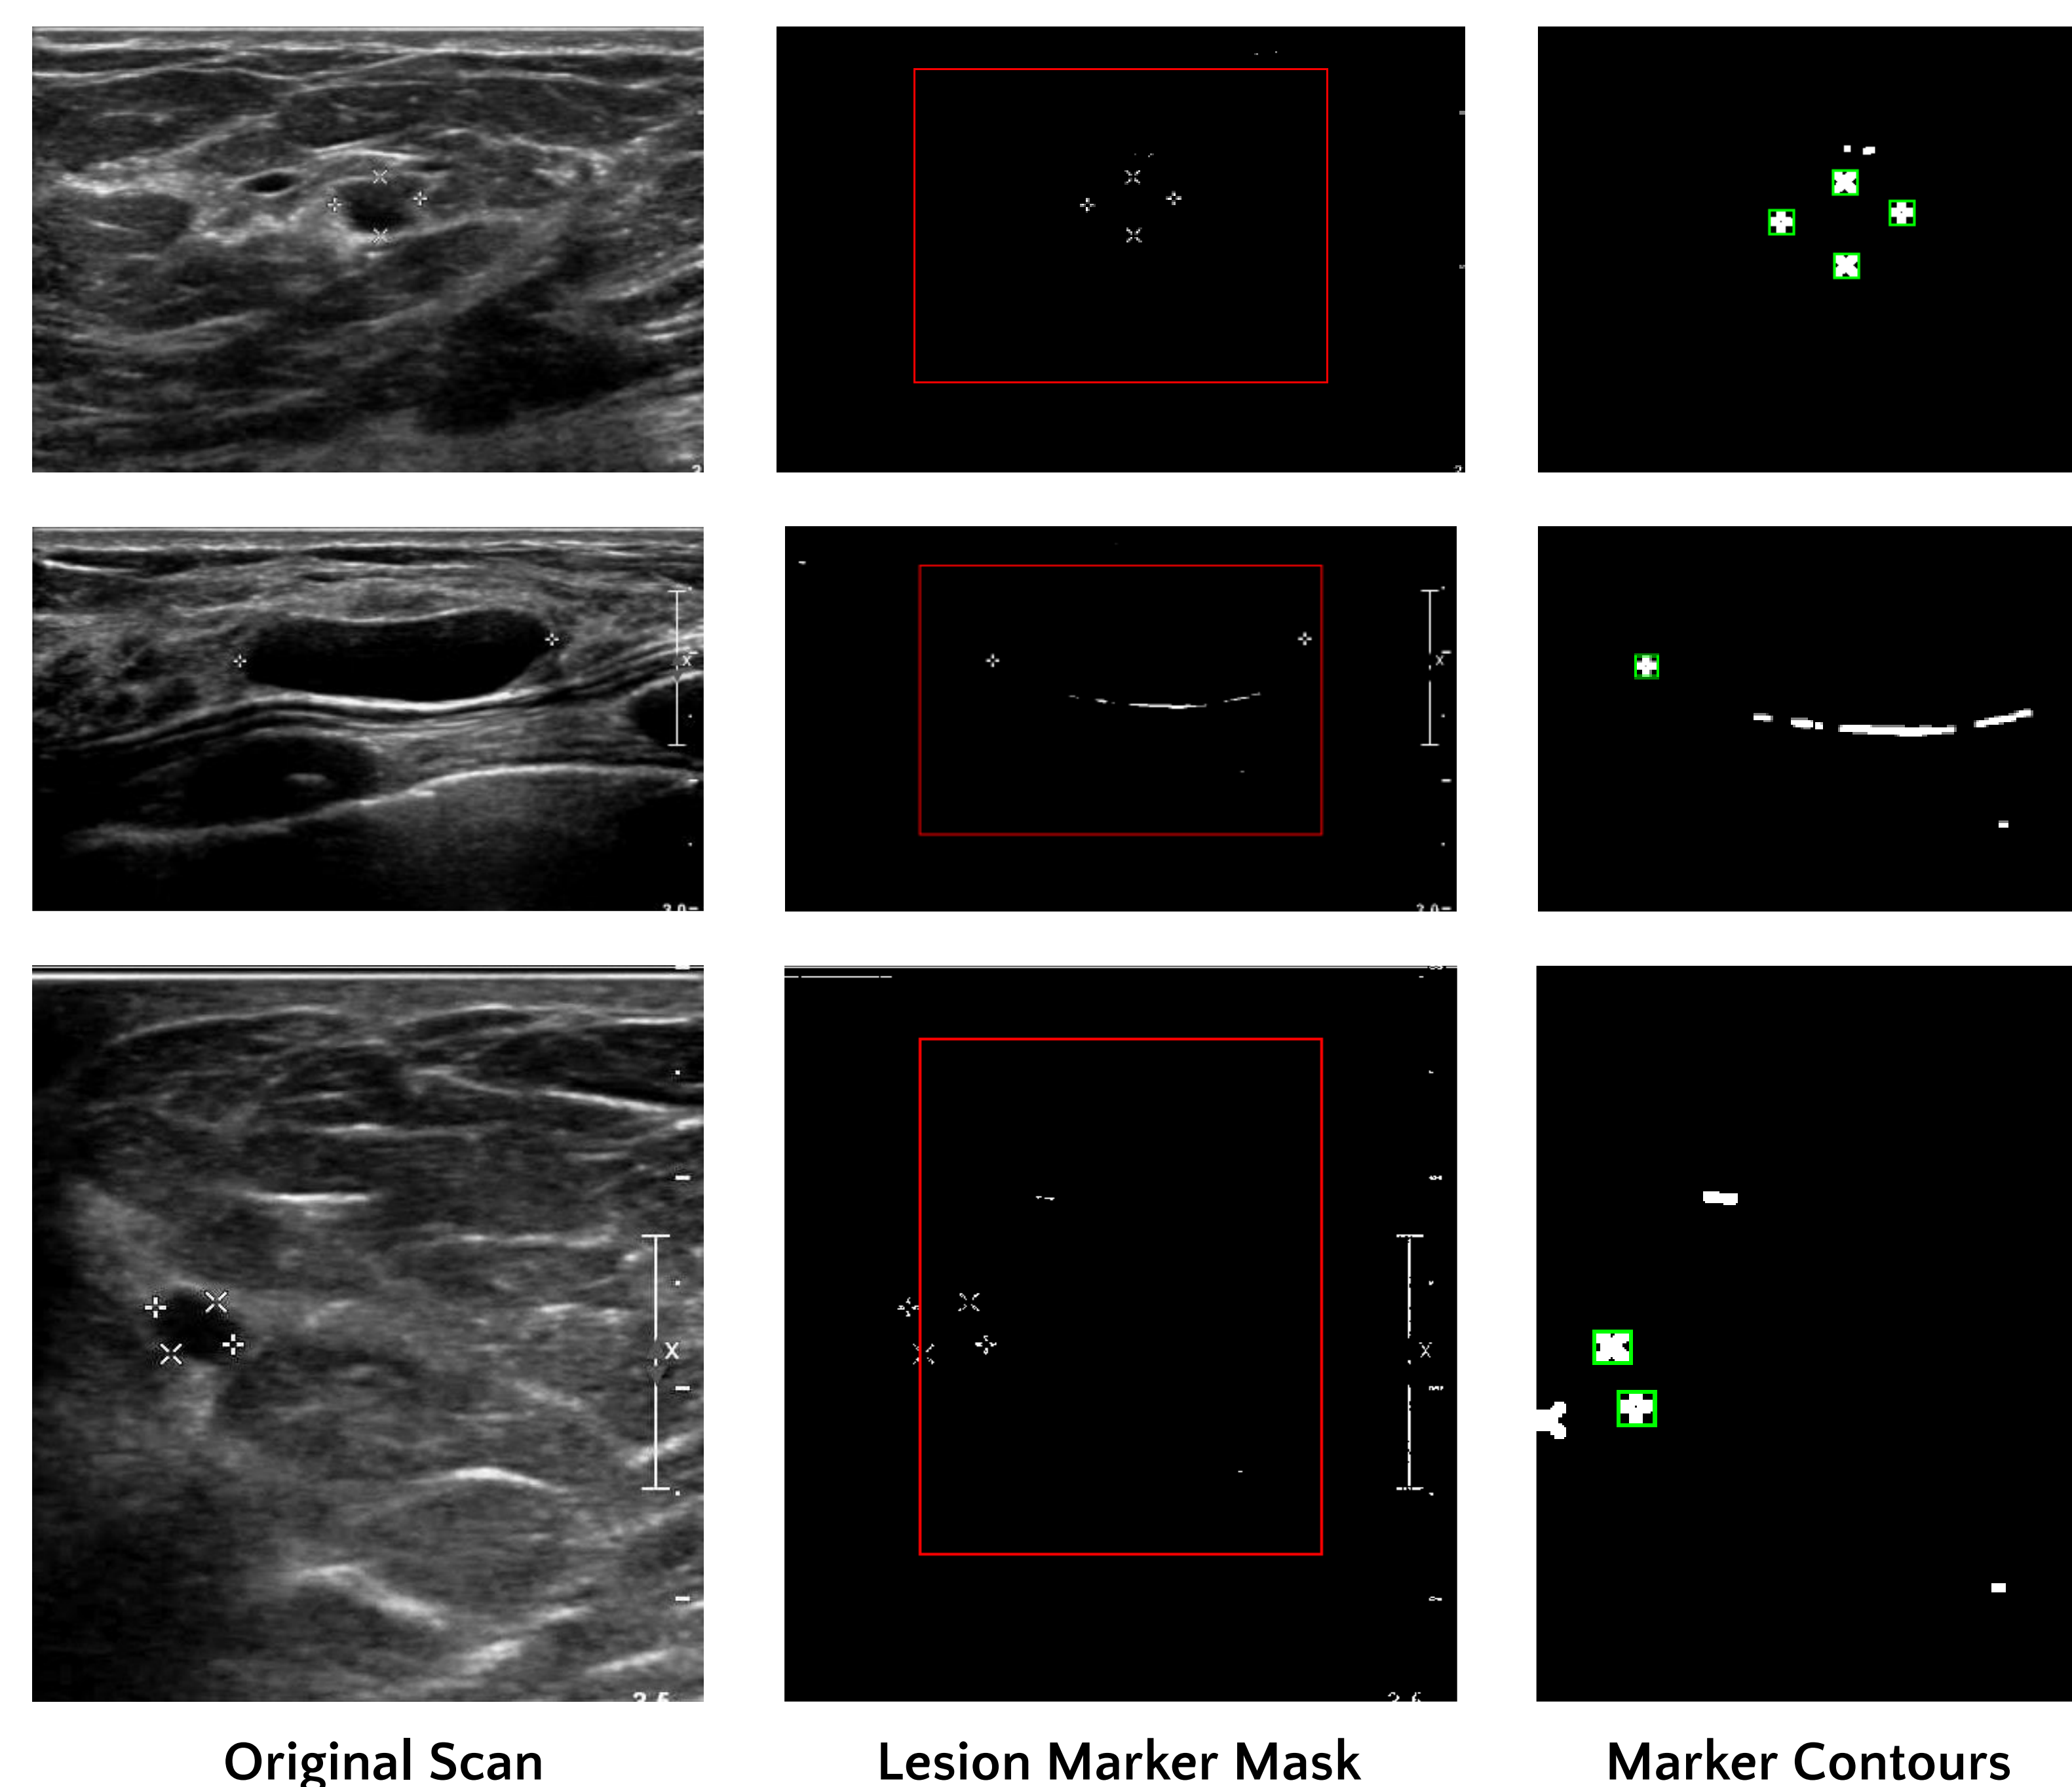 X
X
Original Scan
Lesion Marker Mask
Marker Contours